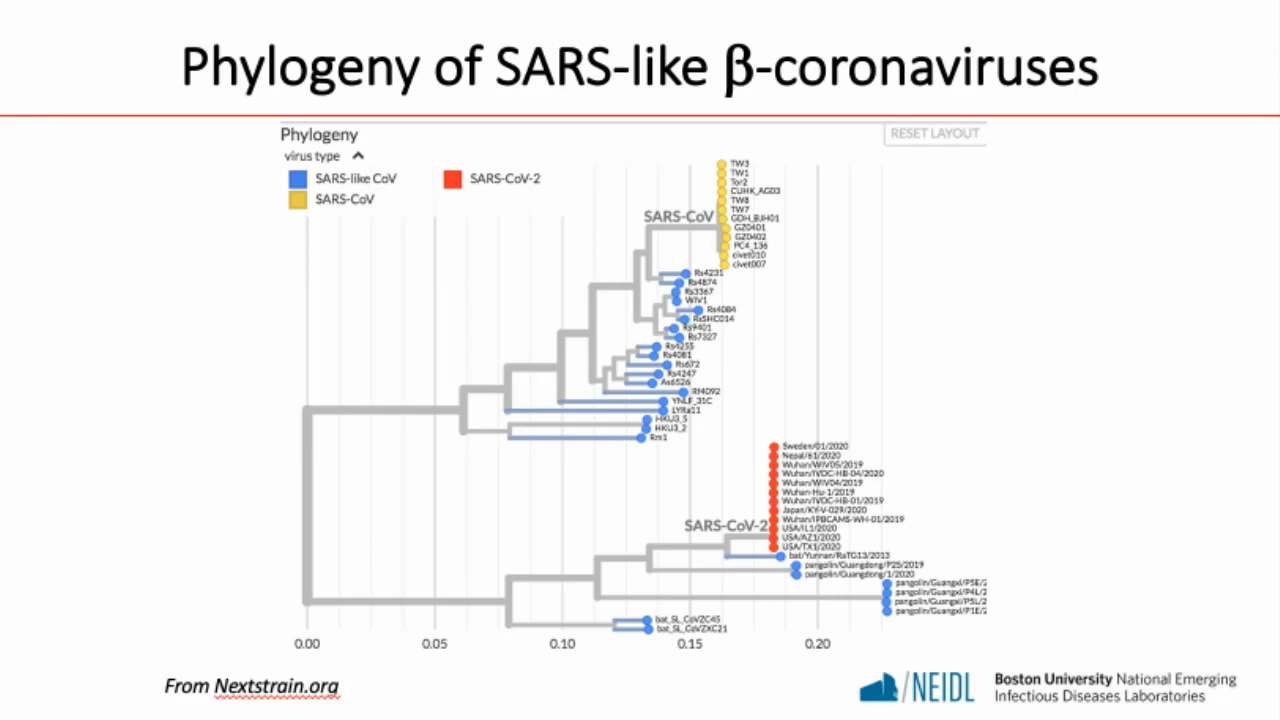 Phylogeny of SARS-like β-coronaviruses
Phylogeny
RESET LAYOUT
virus type
SARS-like CoV
SARS-CoV-2
SARS-CoV
TW3
TW1
Tor2
CUHK_AG03
TW8
TW7
SARS-CoV
GDH_BJH01
GZ0401
GZ0402
PC4_136
civet010
civet007
Rs4231
Rs4874
Rs3367
WIV1
Rs4084
RsSHC014
Rs9401
Rs7327
Rs4255
Rs4081
Rs672
Rs4247
As6526
Rf4092
YNLF_31C
LYRa11
HKU3_5
HKU3_2
Rm1
Sweden/01/2020
Nepal/61/2020
Wuhan/WIV05/2019
Wuhan/IVDC-HB-04/2020
Wuhan/WIV04/2019
Wuhan-Hu-1/2019
Wuhan/IVDC-HB-01/2019
Japan/KY-V-029/2020
Wuhan/IPBCAMS-WH-01/2019
SARS-CoV-2
USA/IL1/2020
USA/AZ1/2020
USA/TX1/2020
bat/Yunnan/RaTG13/2013
pangolin/Guangdong/P2S/2019
pangolin/Guangdong/1/2020
pangolin/Guangxi/P5E/2
pangolin/Guangxi/P4L/2
pangolin/Guangxi/P5L/2
pangolin/Guangxi/P1E/2
bat_SL_CoVZC45
bat_SL_CoVZXC21
0.00 0.05 0.10 0.15 0.20
From Nextstrain.org
NEIDL
Boston University National Emerging
Infectious Diseases Laboratories